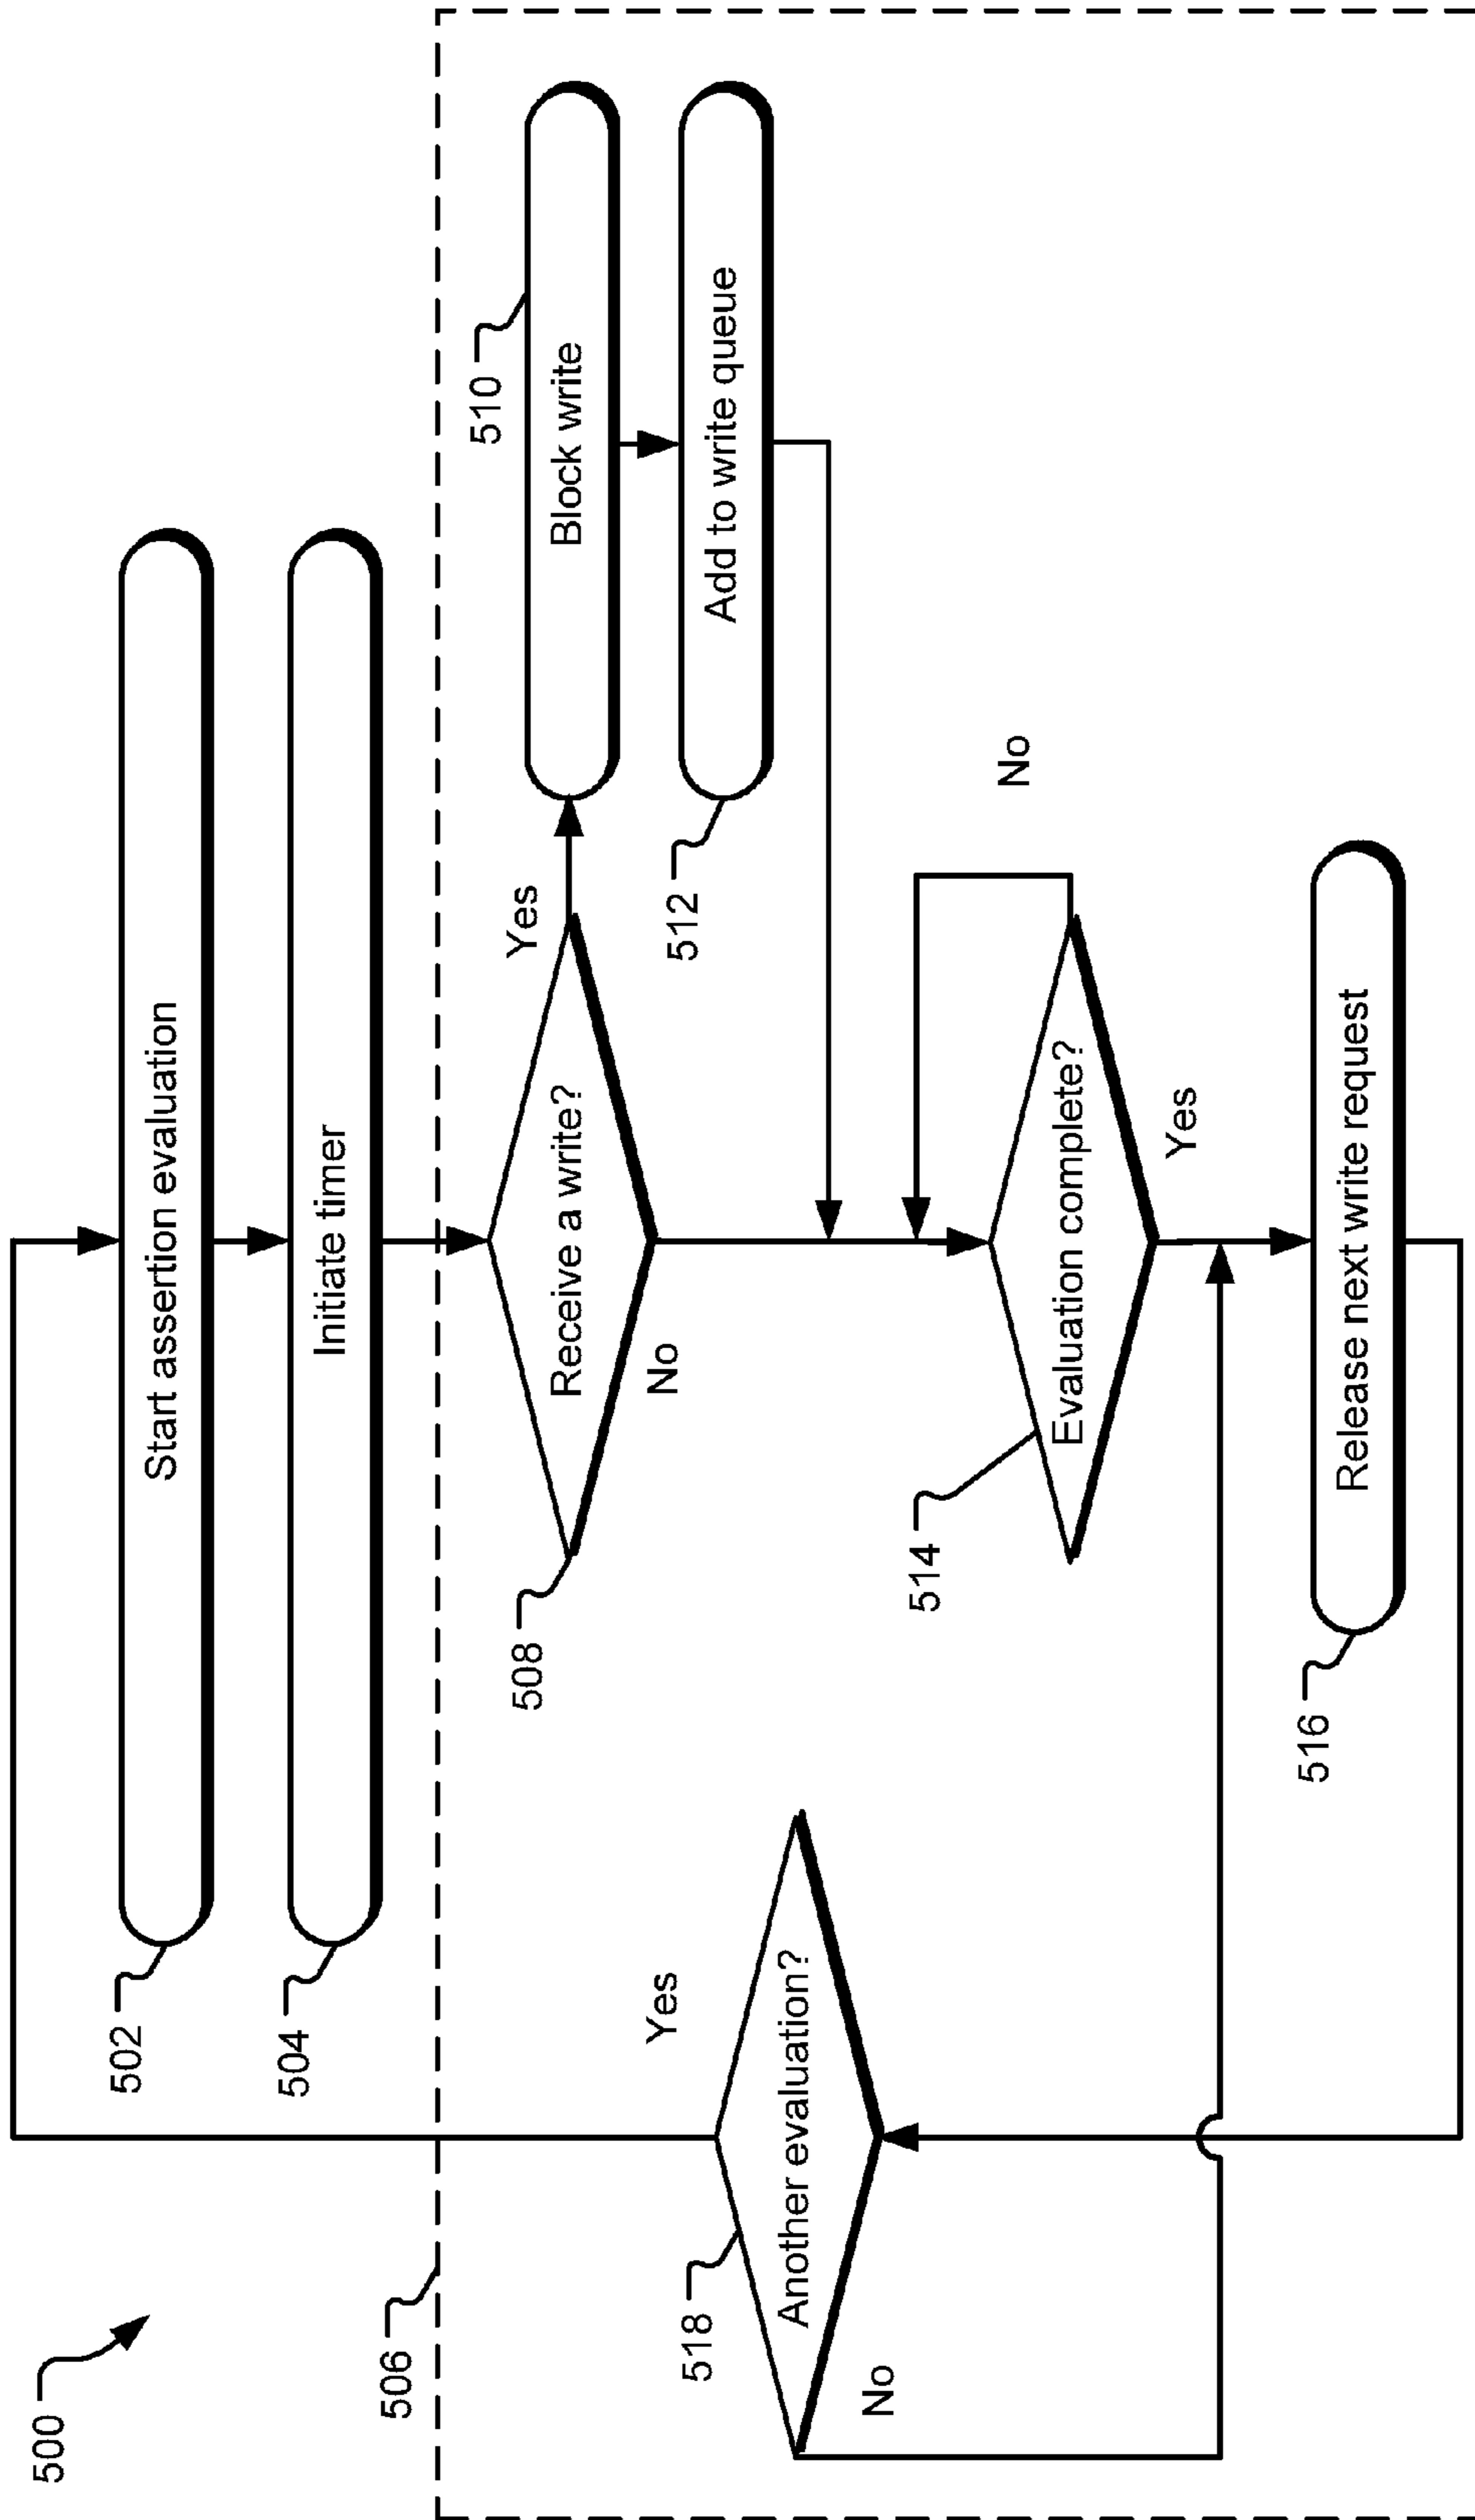 500
502
Start assertion evaluation
504
Initiate timer
506
508
Receive a write?
Yes
No
510
Block write
512
Add to write queue
514
Evaluation complete?
No
Yes
516
Release next write request
518
Another evaluation?
Yes
No